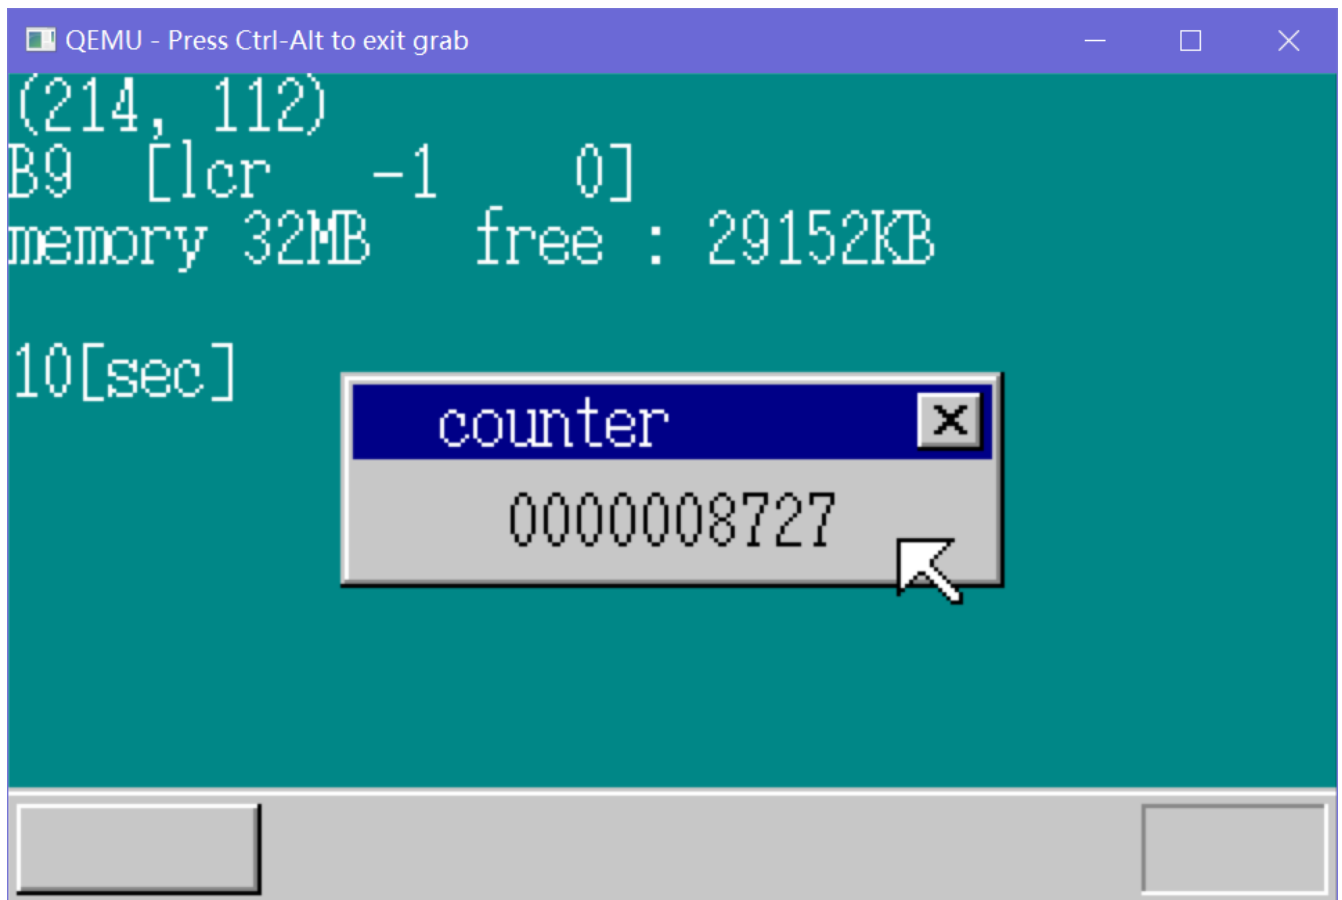 QEMU - Press Ctrl-Alt to exit grab
(214, 112)
B9 [lcr -1 0]
memory 32MB free : 29152KB
10[sec]
counter
0000008727